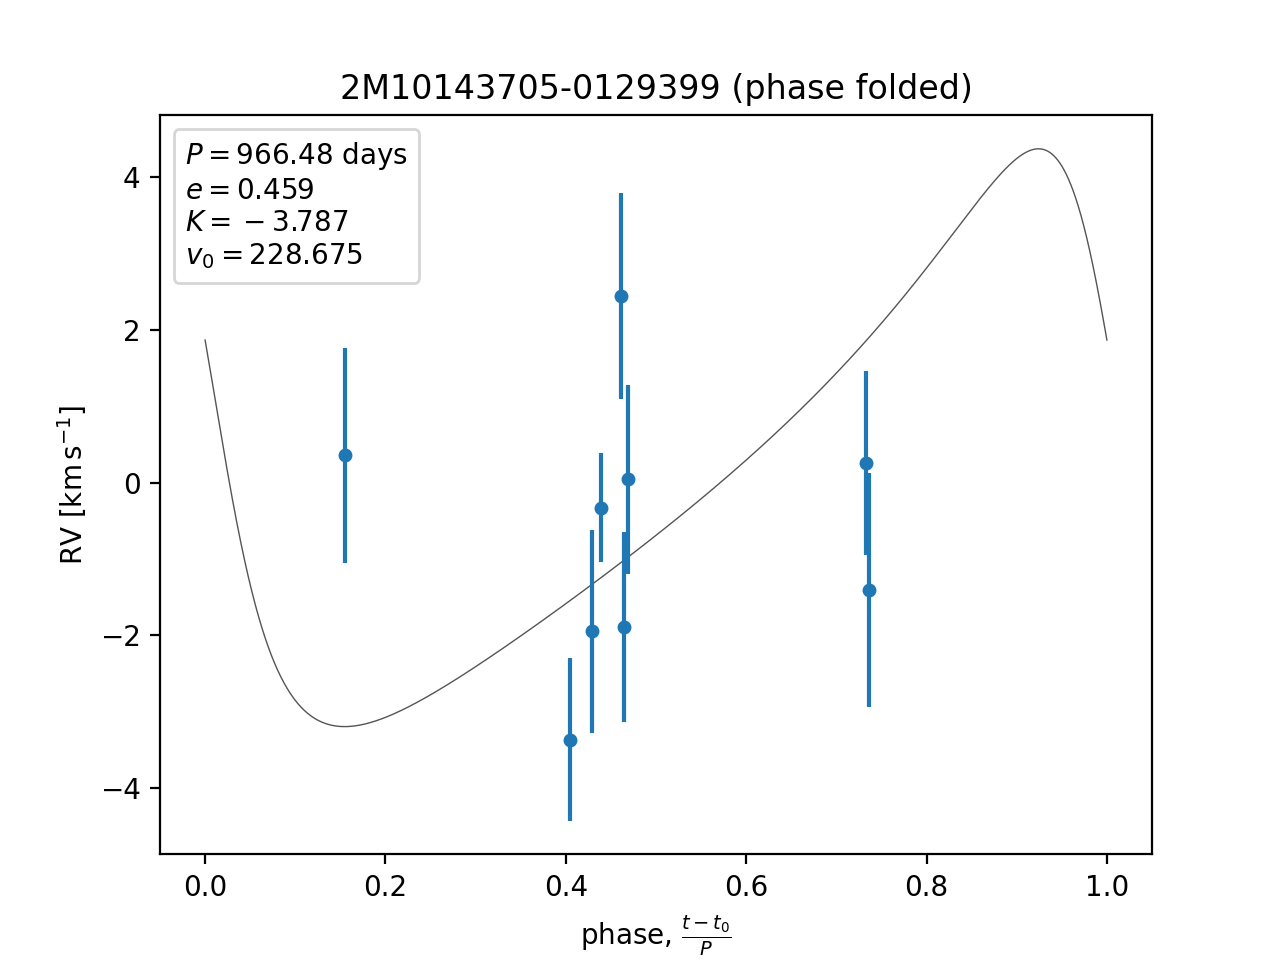 2M10143705-0129399 (phase folded)
P = 966.48 days
e = 0.459
K = −3.787
v₀ = 228.675
4
2
0
−2
−4
RV [km s⁻¹]
0.0 0.2 0.4 0.6 0.8 1.0
phase, (t − t₀)/P